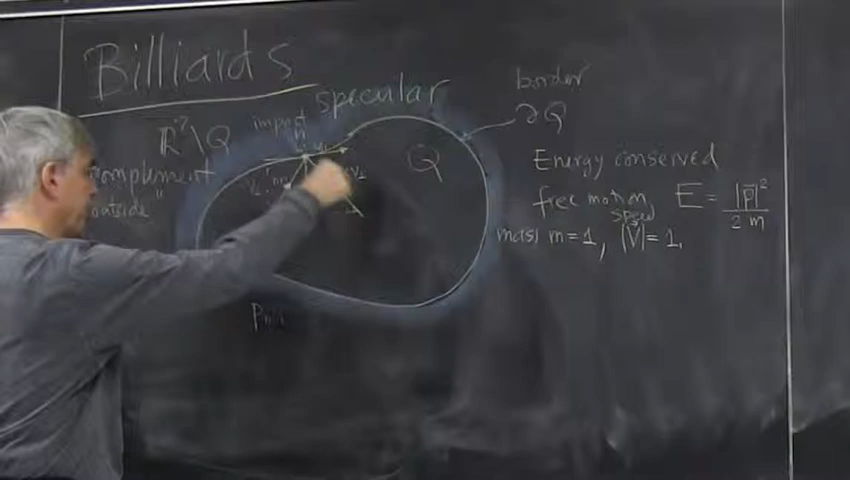 Billiards
specular
border
∂Q
ℝ²\Q
impact
n
complement
outside"
Q
Energy conserved
free motion, E = |p̄|² / 2m
speed
mass m=1, |v̄|=1,